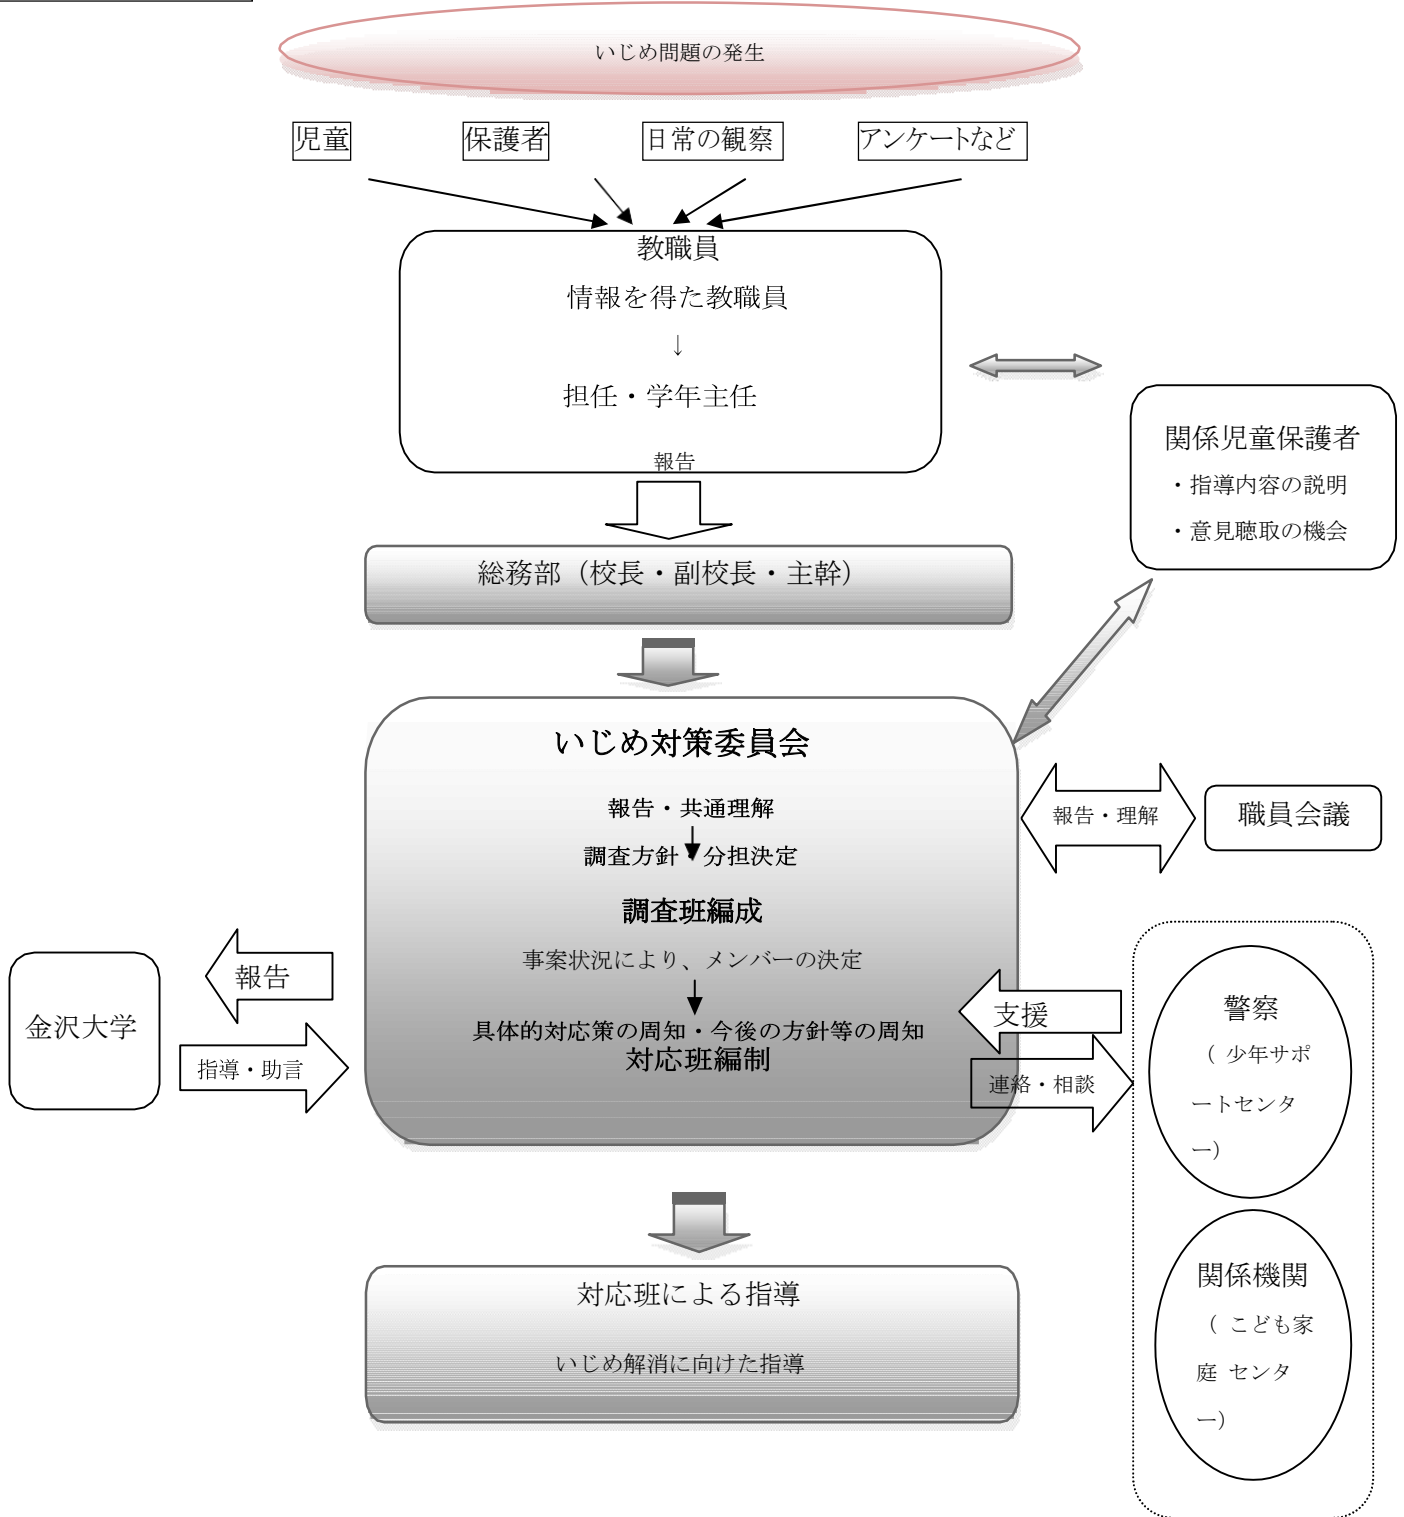 いじめ問題の発生
児童
保護者
日常の観察
アンケートなど
教職員
情報を得た教職員
↓
担任・学年主任
報告
関係児童保護者
・指導内容の説明
・意見聴取の機会
総務部（校長・副校長・主幹）
いじめ対策委員会
報告・共通理解
調査方針・分担決定
調査班編成
事案状況により、メンバーの決定
具体的対応策の周知・今後の方針等の周知
対応班編制
報告・理解
職員会議
金沢大学
報告
指導・助言
支援
連絡・相談
警察
（ 少年サポ
ートセンタ
ー）
関係機関
（ こども家
庭 センタ
ー）
対応班による指導
いじめ解消に向けた指導